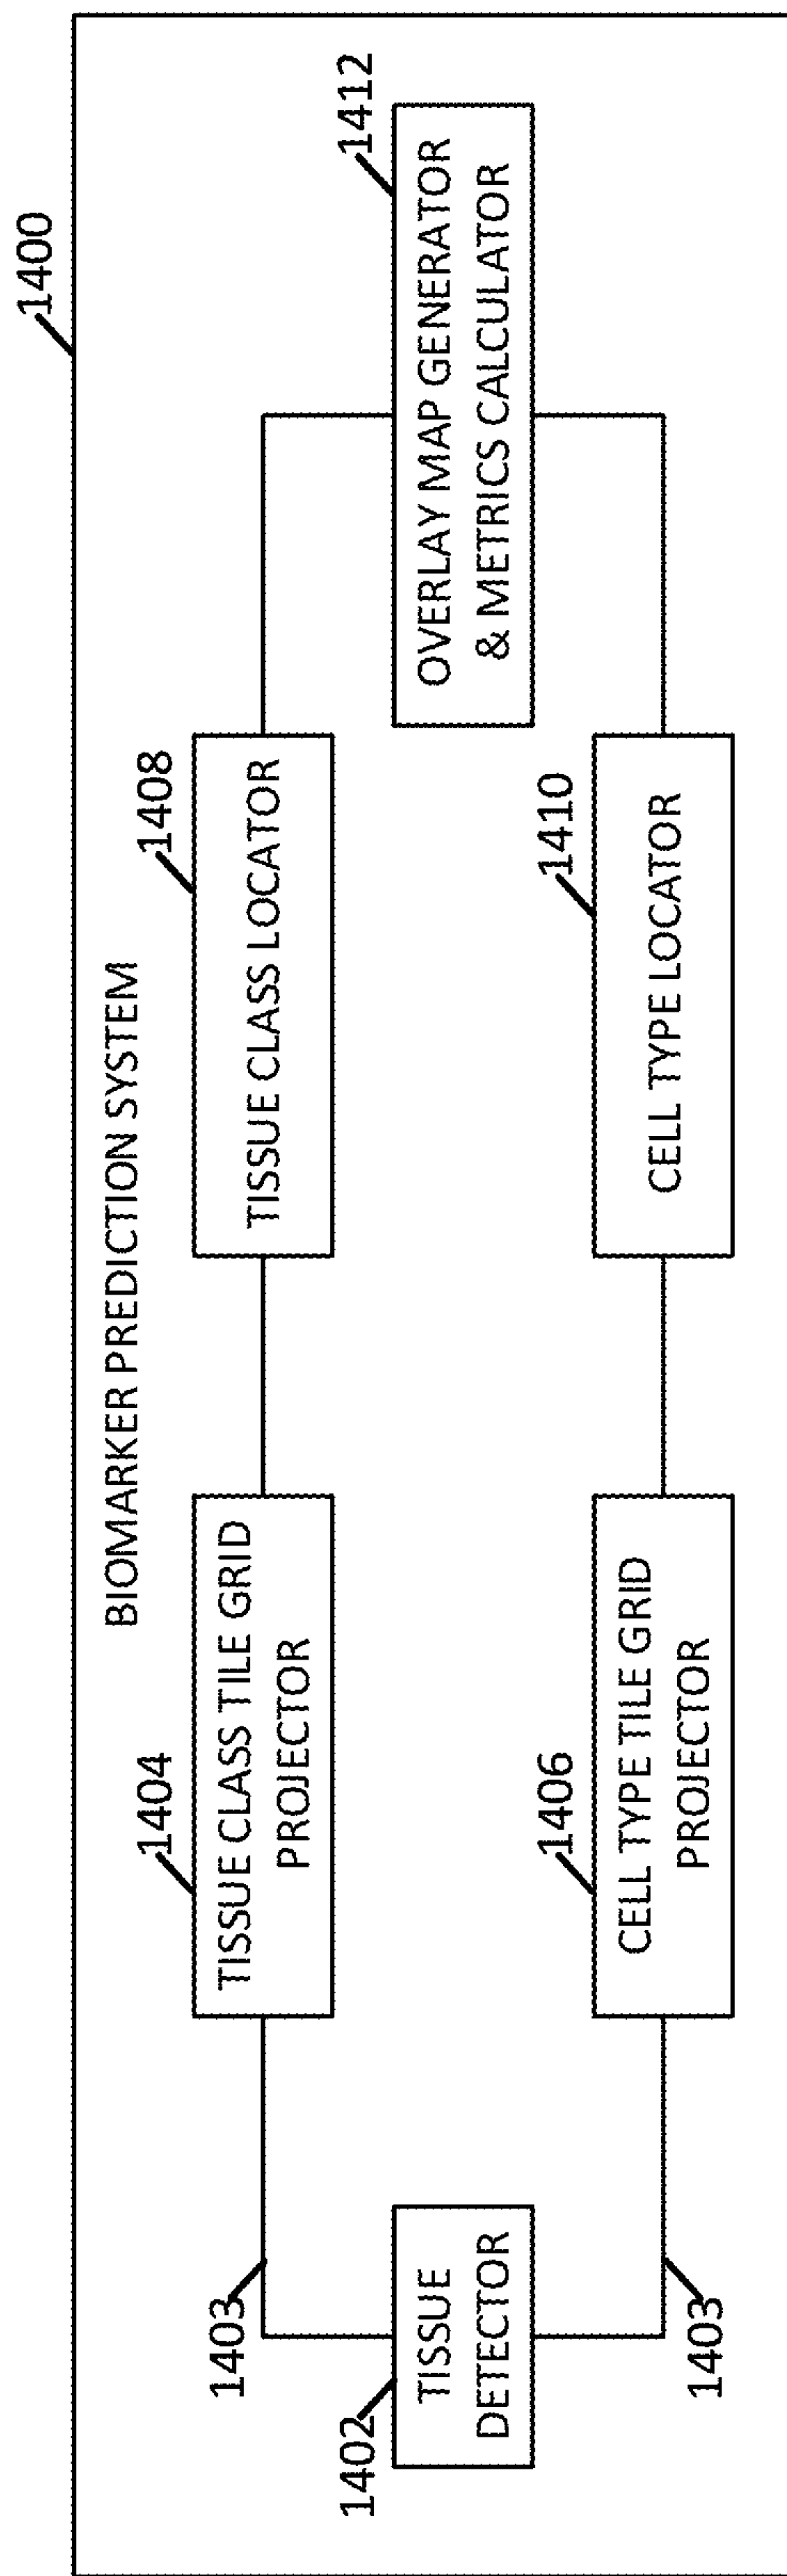 1400
BIOMARKER PREDICTION SYSTEM
1404
TISSUE CLASS TILE GRID
PROJECTOR
1408
TISSUE CLASS LOCATOR
1403
1402
TISSUE
DETECTOR
1412
OVERLAY MAP GENERATOR
& METRICS CALCULATOR
1403
1406
CELL TYPE TILE GRID
PROJECTOR
1410
CELL TYPE LOCATOR